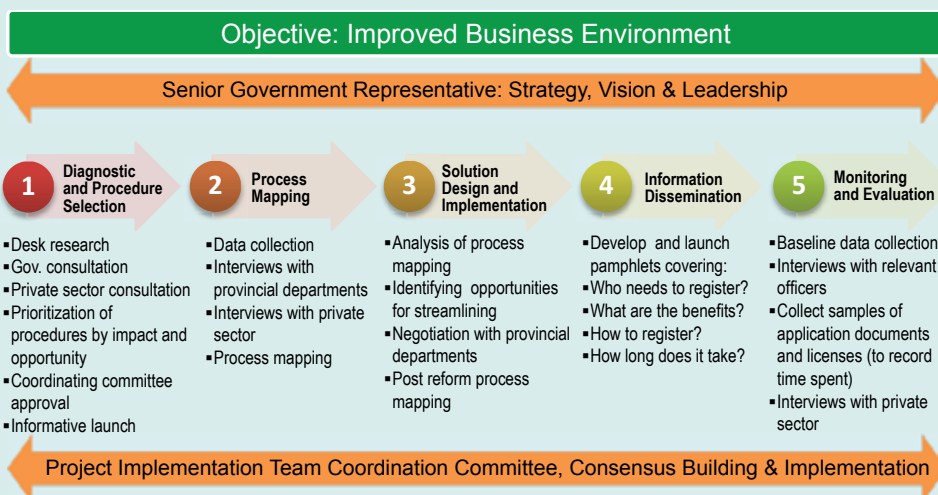 Objective: Improved Business Environment
Senior Government Representative: Strategy, Vision & Leadership
1
Diagnostic
and Procedure
Selection
▪Desk research
▪Gov. consultation
▪Private sector consultation
▪Prioritization of
procedures by impact and
opportunity
▪Coordinating committee
approval
▪Informative launch
2
Process
Mapping
▪Data collection
▪Interviews with
provincial departments
▪Interviews with private
sector
▪Process mapping
3
Solution
Design and
Implementation
▪Analysis of process
mapping
▪Identifying opportunities
for streamlining
▪Negotiation with provincial
departments
▪Post reform process
mapping
4
Information
Dissemination
▪Develop and launch
pamphlets covering:
▪Who needs to register?
▪What are the benefits?
▪How to register?
▪How long does it take?
5
Monitoring
and Evaluation
▪Baseline data collection
▪Interviews with relevant
officers
▪Collect samples of
application documents
and licenses (to record
time spent)
▪Interviews with private
sector
Project Implementation Team Coordination Committee, Consensus Building & Implementation